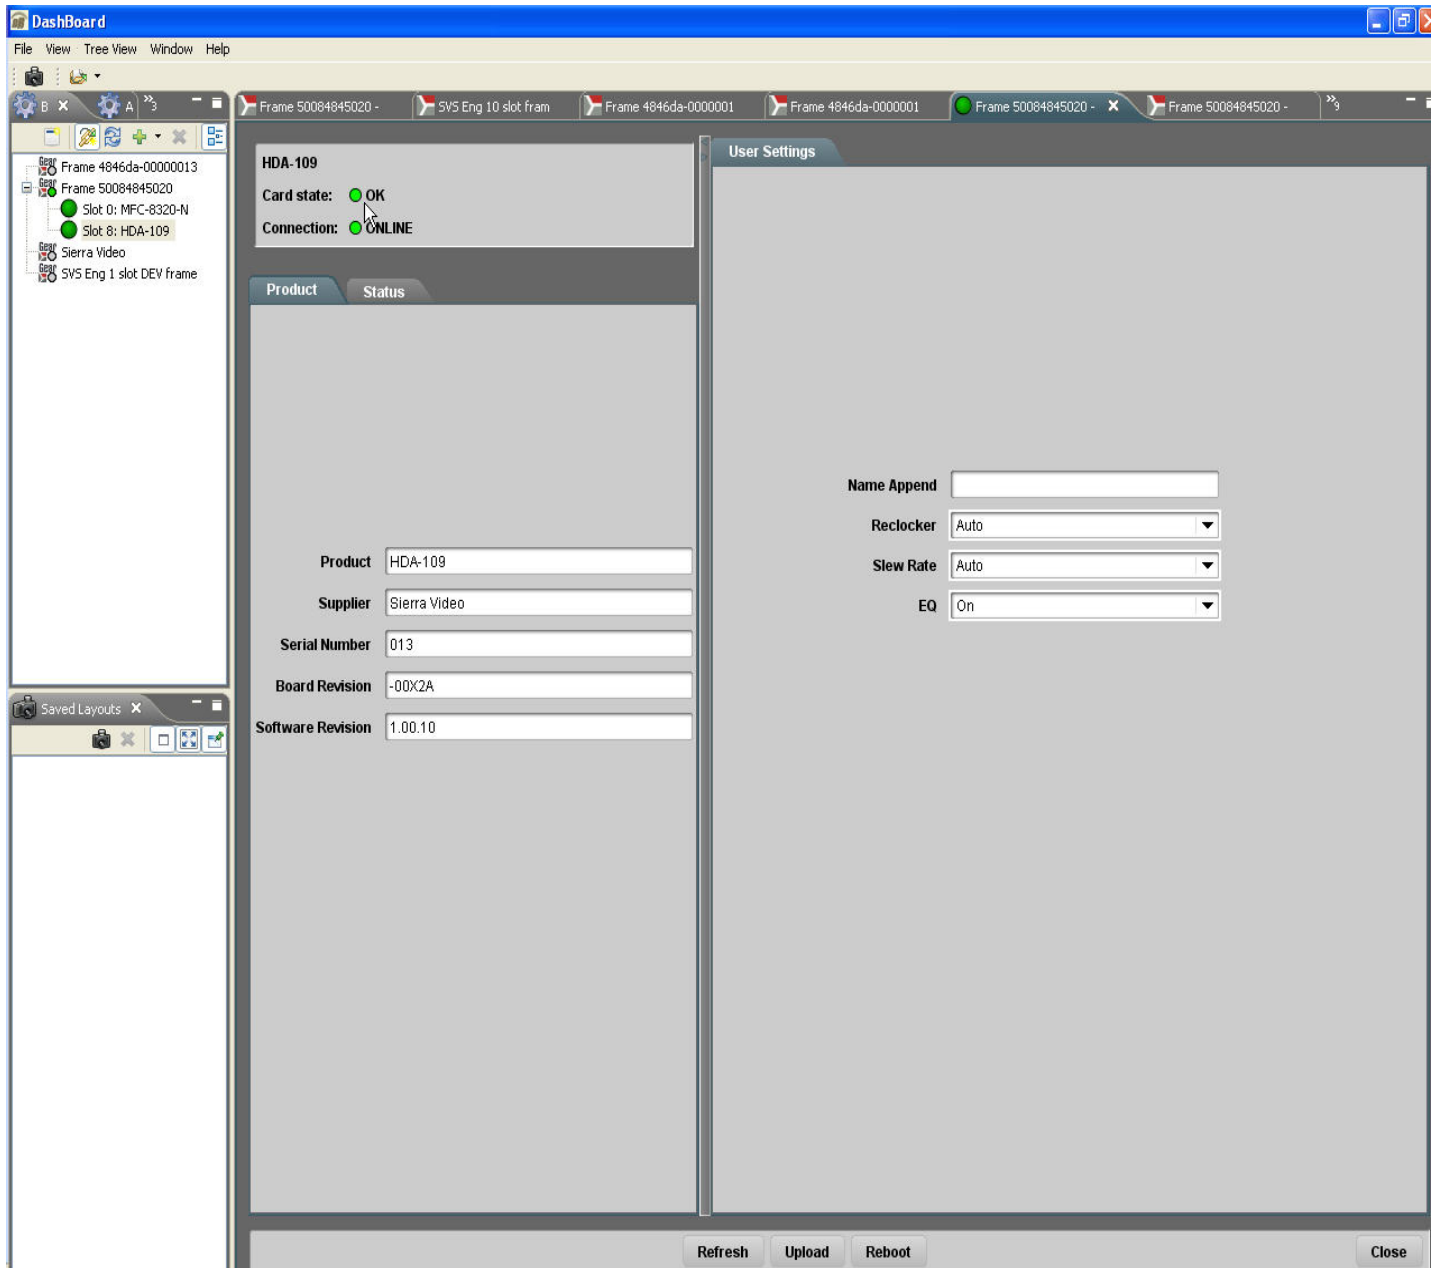 DashBoard
File View Tree View Window Help
B A »3
Frame 50084845020 - SVS Eng 10 slot fram Frame 4846da-0000001 Frame 4846da-0000001 Frame 50084845020 - Frame 50084845020 - »9
Gear Frame 4846da-00000013
Gear Frame 50084845020
Slot 0: MFC-8320-N
Slot 8: HDA-109
Gear Sierra Video
Gear SVS Eng 1 slot DEV frame
Saved Layouts
HDA-109
Card state: OK
Connection: ONLINE
Product Status
Product HDA-109
Supplier Sierra Video
Serial Number 013
Board Revision -00X2A
Software Revision 1.00.10
User Settings
Name Append
Reclocker Auto
Slew Rate Auto
EQ On
Refresh Upload Reboot Close